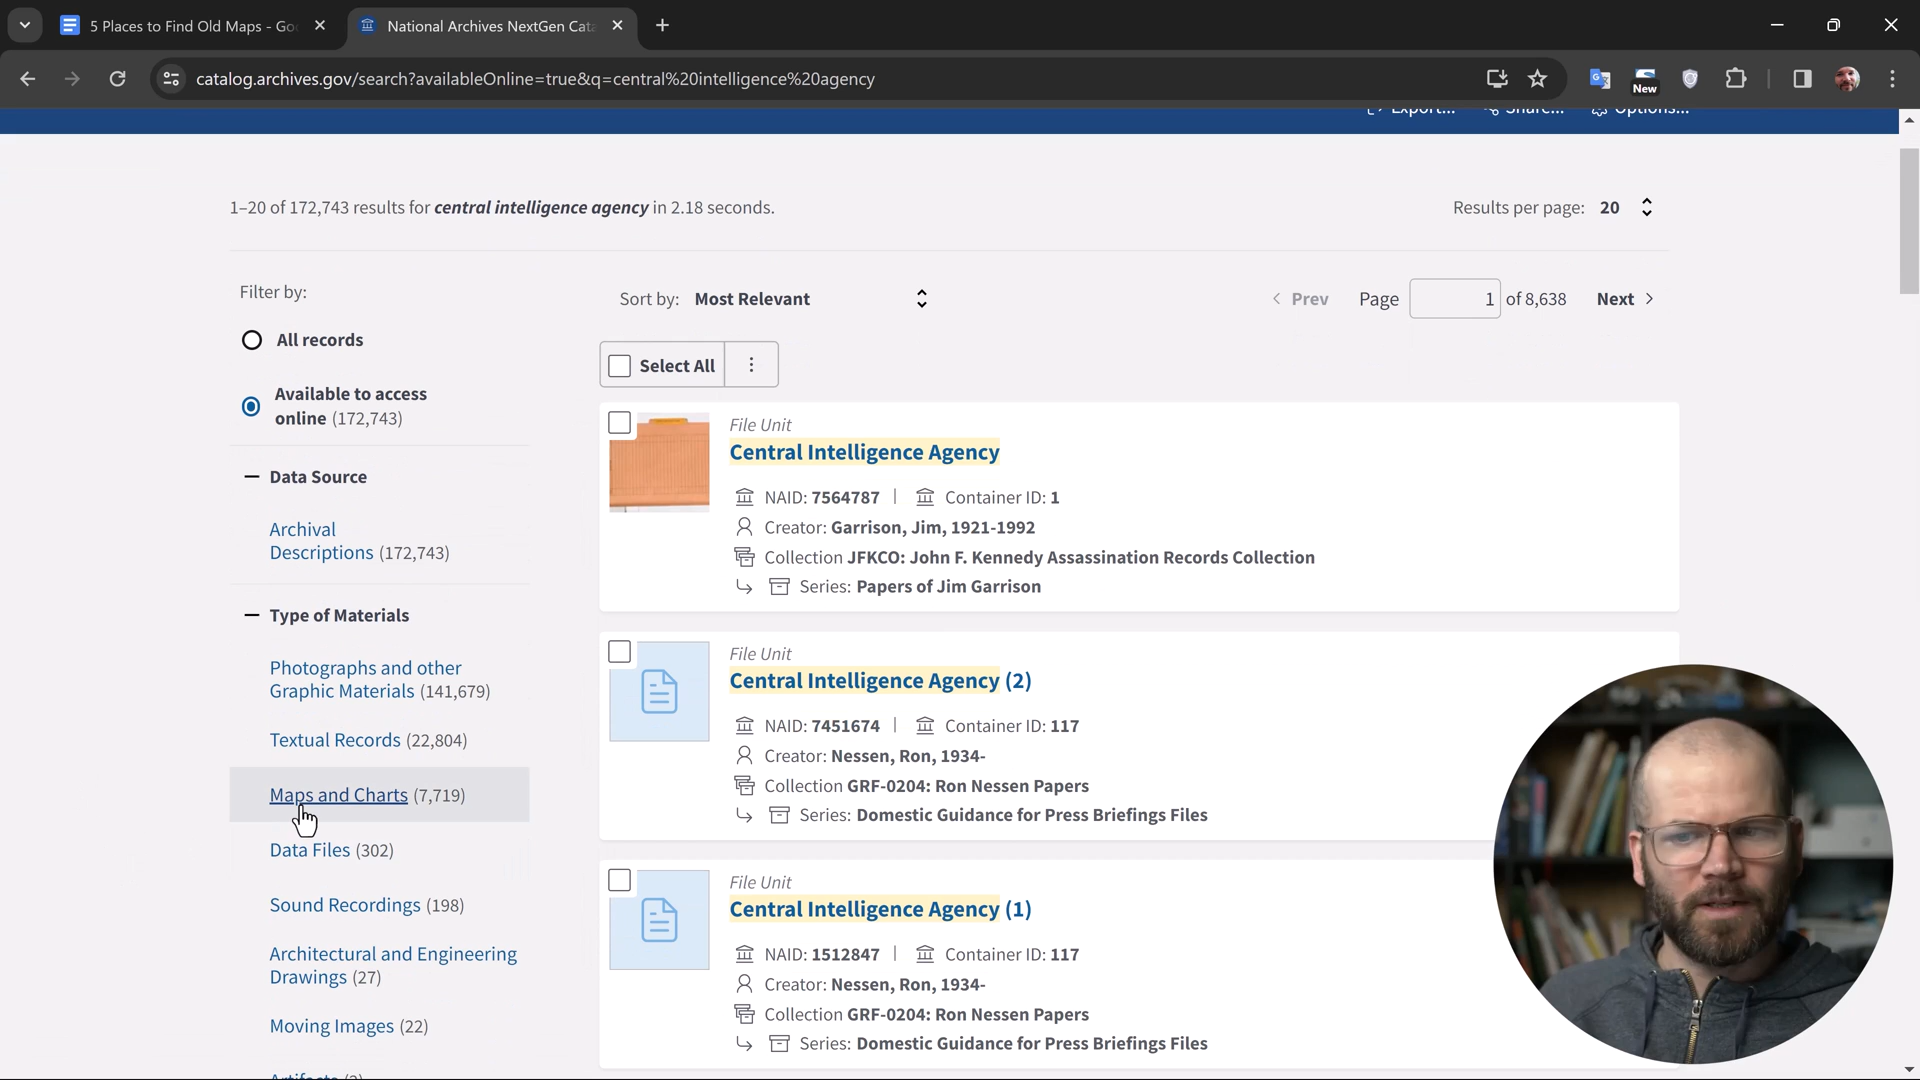 5 Places to Find Old Maps - Go
National Archives NextGen Cat
catalog.archives.gov/search?availableOnline=true&q=central%20intelligence%20agency
New
Export... Share... Options...
1–20 of 172,743 results for central intelligence agency in 2.18 seconds.
Results per page: 20
Filter by:
Sort by: Most Relevant
Prev Page 1 of 8,638 Next
All records
Select All
Available to access
online (172,743)
Data Source
Archival
Descriptions (172,743)
Type of Materials
Photographs and other
Graphic Materials (141,679)
Textual Records (22,804)
Maps and Charts (7,719)
Data Files (302)
Sound Recordings (198)
Architectural and Engineering
Drawings (27)
Moving Images (22)
File Unit
Central Intelligence Agency
NAID: 7564787 | Container ID: 1
Creator: Garrison, Jim, 1921-1992
Collection JFKCO: John F. Kennedy Assassination Records Collection
Series: Papers of Jim Garrison
File Unit
Central Intelligence Agency (2)
NAID: 7451674 | Container ID: 117
Creator: Nessen, Ron, 1934-
Collection GRF-0204: Ron Nessen Papers
Series: Domestic Guidance for Press Briefings Files
File Unit
Central Intelligence Agency (1)
NAID: 1512847 | Container ID: 117
Creator: Nessen, Ron, 1934-
Collection GRF-0204: Ron Nessen Papers
Series: Domestic Guidance for Press Briefings Files